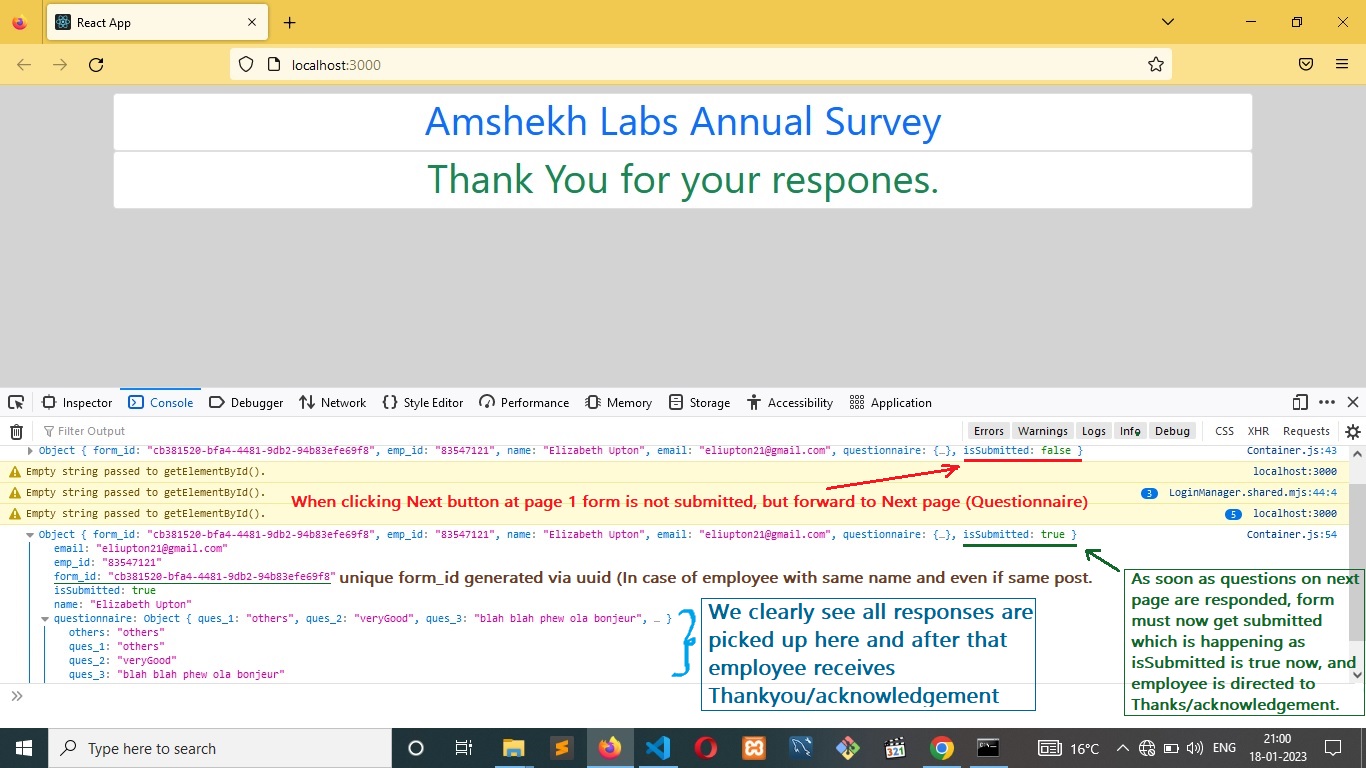 React App
localhost:3000
Amshekh Labs Annual Survey
Thank You for your respones.
Inspector Console Debugger Network Style Editor Performance Memory Storage Accessibility Application
Filter Output Errors Warnings Logs Info Debug CSS XHR Requests
Object { form_id: "cb381520-bfa4-4481-9db2-94b83efe69f8", emp_id: "83547121", name: "Elizabeth Upton", email: "eliupton21@gmail.com", questionnaire: {…}, isSubmitted: false } Container.js:43
Empty string passed to getElementById(). localhost:3000
Empty string passed to getElementById(). 3 LoginManager.shared.mjs:44:4
When clicking Next button at page 1 form is not submitted, but forward to Next page (Questionnaire)
Empty string passed to getElementById(). 5 localhost:3000
Object { form_id: "cb381520-bfa4-4481-9db2-94b83efe69f8", emp_id: "83547121", name: "Elizabeth Upton", email: "eliupton21@gmail.com", questionnaire: {…}, isSubmitted: true } Container.js:54
email: "eliupton21@gmail.com"
emp_id: "83547121"
form_id: "cb381520-bfa4-4481-9db2-94b83efe69f8" unique form_id generated via uuid (In case of employee with same name and even if same post.
isSubmitted: true
name: "Elizabeth Upton"
questionnaire: Object { ques_1: "others", ques_2: "veryGood", ques_3: "blah blah phew ola bonjeur", … }
others: "others"
ques_1: "others"
ques_2: "veryGood"
ques_3: "blah blah phew ola bonjeur"
We clearly see all responses are
picked up here and after that
employee receives
Thankyou/acknowledgement
As soon as questions on next
page are responded, form
must now get submitted
which is happening as
isSubmitted is true now, and
employee is directed to
Thanks/acknowledgement.
Type here to search
321
16°C
ENG
21:00
18-01-2023